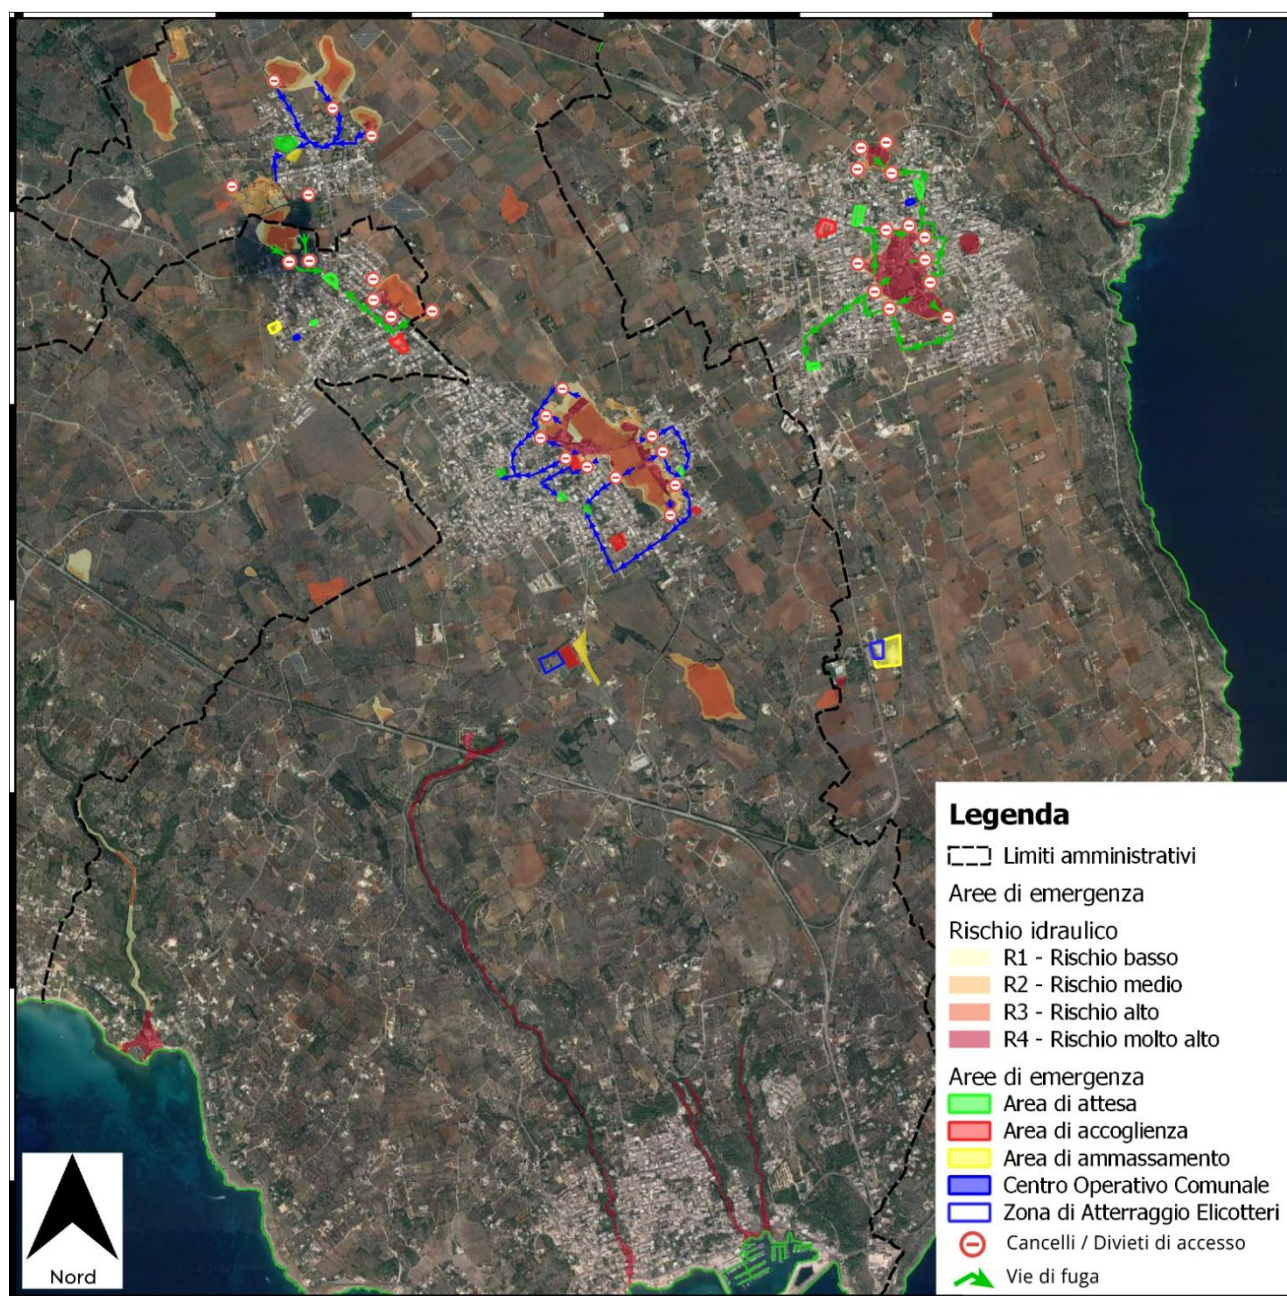 Legenda
Limiti amministrativi
Aree di emergenza
Rischio idraulico
R1 - Rischio basso
R2 - Rischio medio
R3 - Rischio alto
R4 - Rischio molto alto
Aree di emergenza
Area di attesa
Area di accoglienza
Area di ammassamento
Centro Operativo Comunale
Zona di Atterraggio Elicotteri
Cancelli / Divieti di accesso
Vie di fuga
Nord